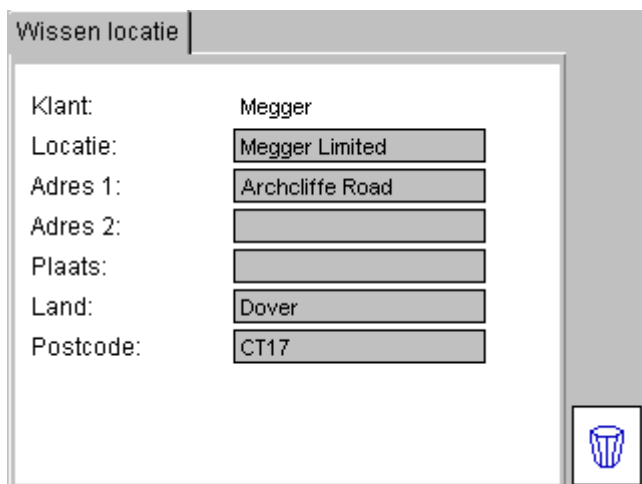 Wissen locatie
Klant: Megger
Locatie: Megger Limited
Adres 1: Archcliffe Road
Adres 2:
Plaats:
Land: Dover
Postcode: CT17